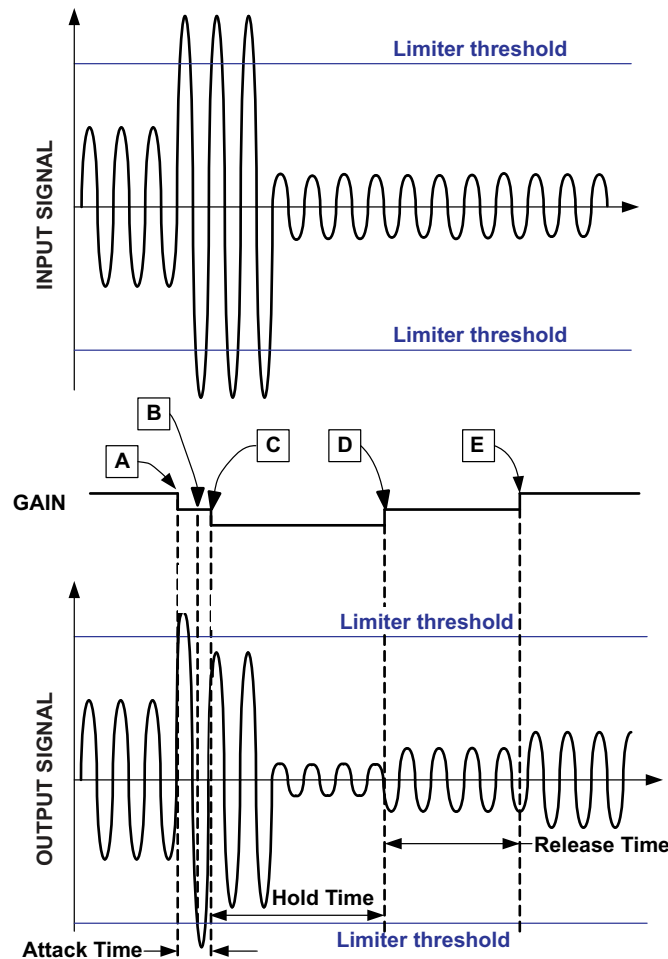 Limiter threshold
INPUT SIGNAL
Limiter threshold
B
A
C
D
E
GAIN
Limiter threshold
OUTPUT SIGNAL
Release Time
Hold Time
Limiter threshold
Attack Time